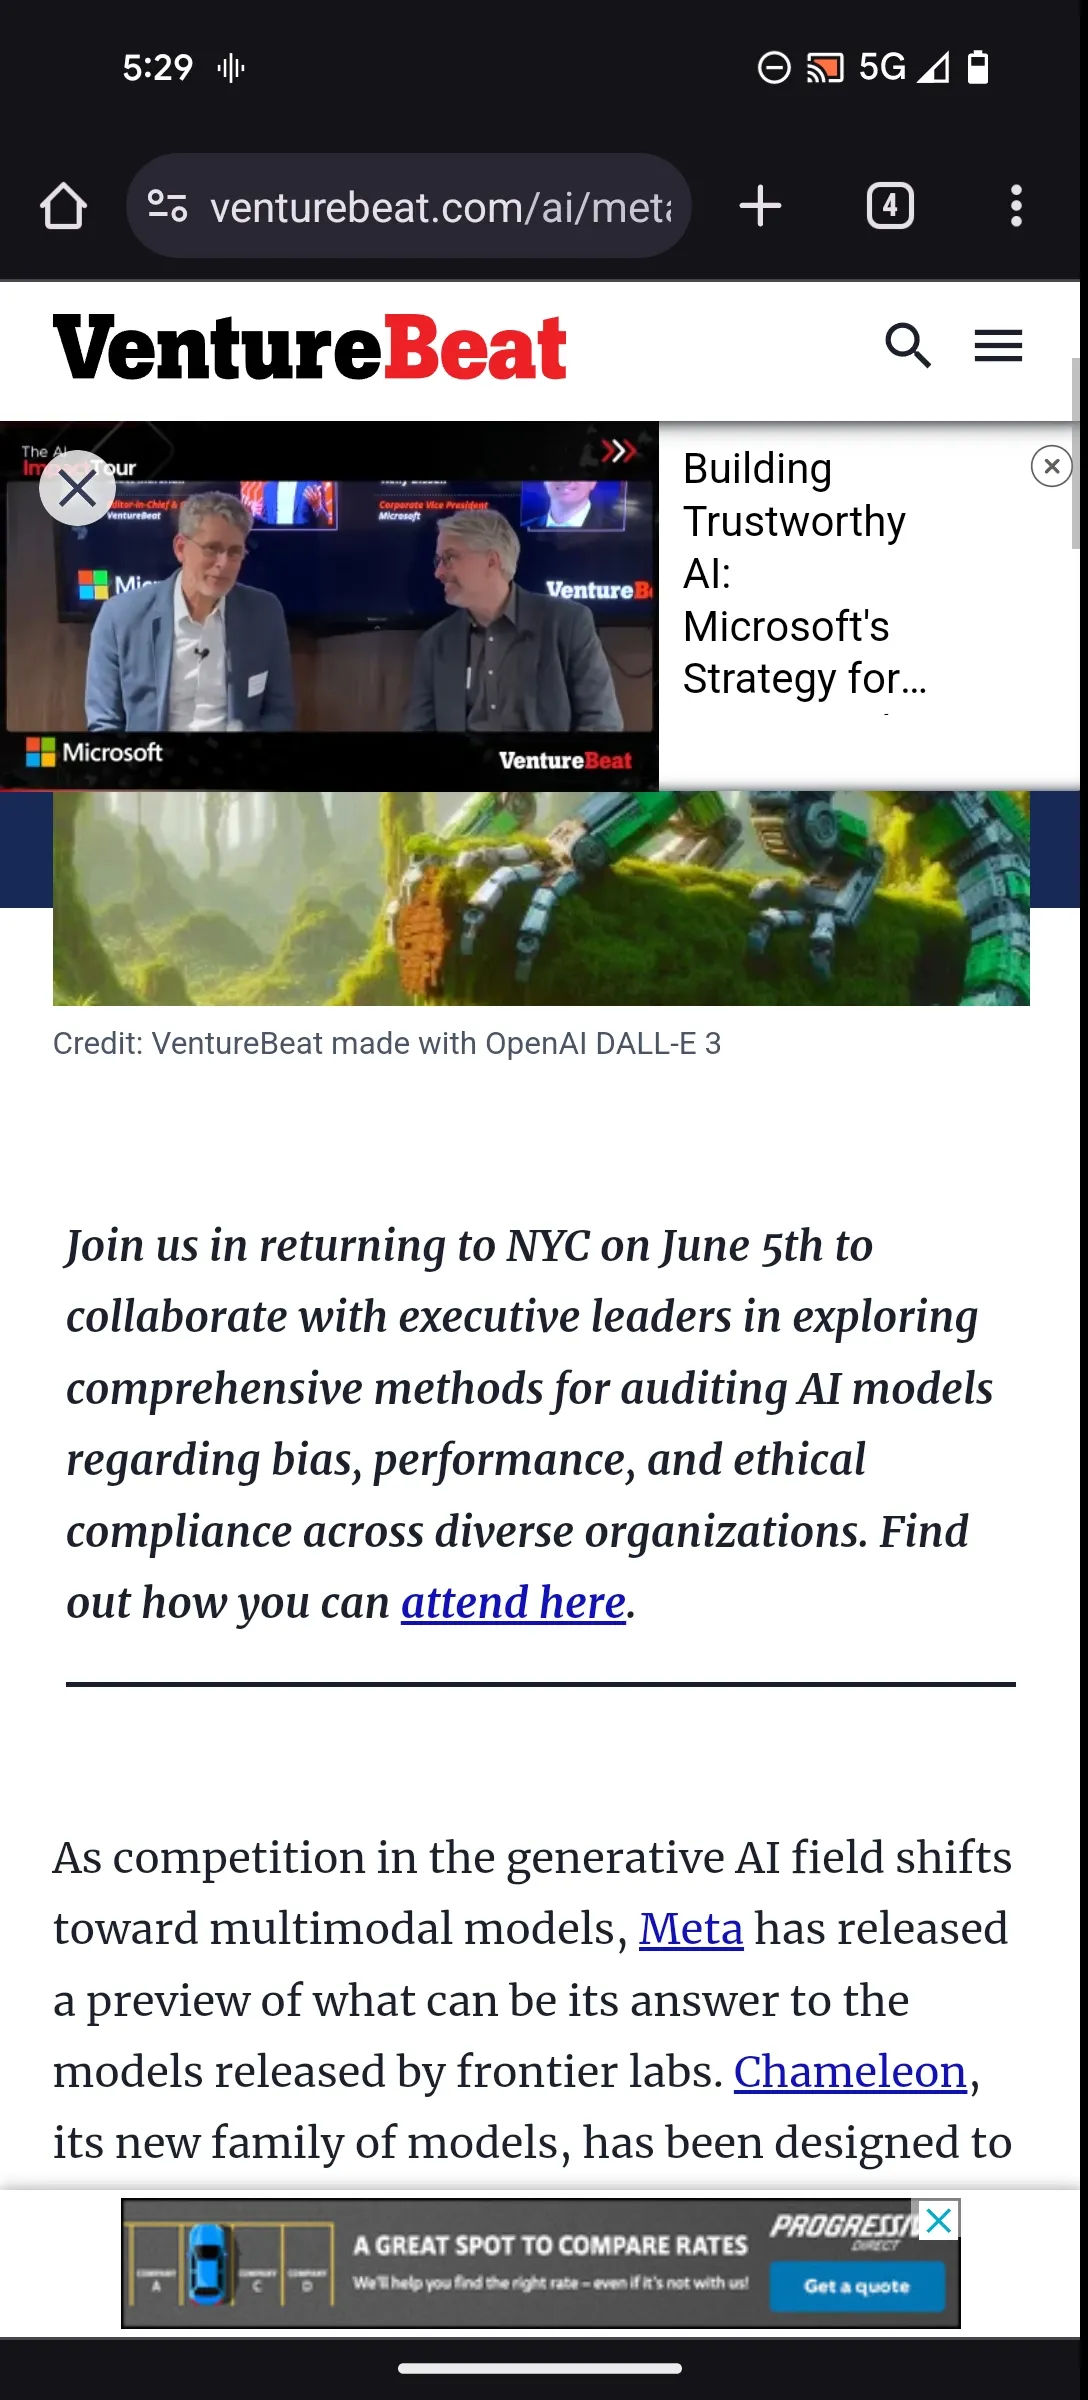 5:29
5G
venturebeat.com/ai/meta
4
VentureBeat
The AI
Impact Tour
VentureBeat
Corporate Vice President
Microsoft
VentureBe
Microsoft
VentureBeat
Building
Trustworthy
AI:
Microsoft's
Strategy for...
Credit: VentureBeat made with OpenAI DALL-E 3
Join us in returning to NYC on June 5th to
collaborate with executive leaders in exploring
comprehensive methods for auditing AI models
regarding bias, performance, and ethical
compliance across diverse organizations. Find
out how you can attend here.
As competition in the generative AI field shifts
toward multimodal models, Meta has released
a preview of what can be its answer to the
models released by frontier labs. Chameleon,
its new family of models, has been designed to
COMPANY A
COMPANY C
COMPANY D
A GREAT SPOT TO COMPARE RATES
We'll help you find the right rate – even if it's not with us!
PROGRESSIV
DIRECT
Get a quote